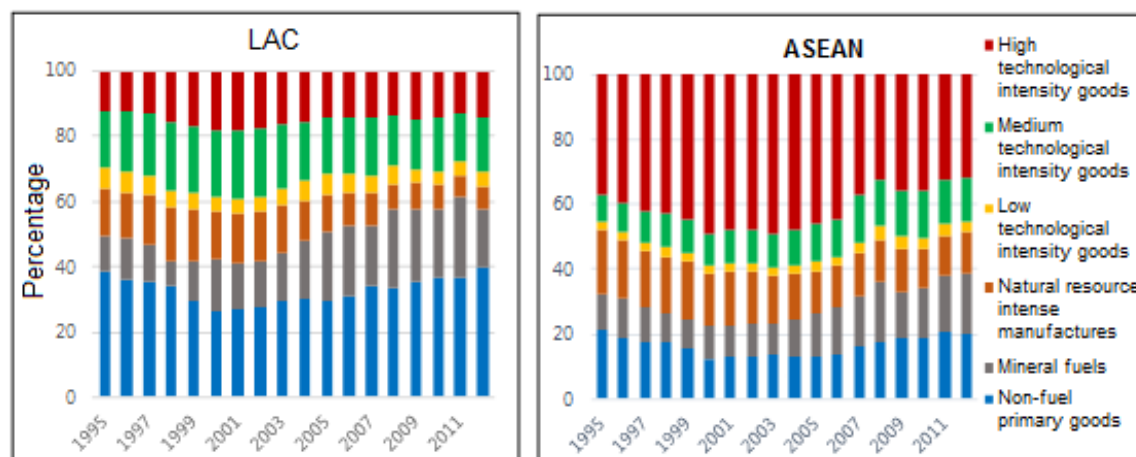 LAC
Percentage
100
80
60
40
20
0
1995
1997
1999
2001
2003
2005
2007
2009
2011
ASEAN
100
80
60
40
20
0
1995
1997
1999
2001
2003
2005
2007
2009
2011
High
technological
intensity goods
Medium
technological
intensity goods
Low
technological
intensity goods
Natural resource
intense
manufactures
Mineral fuels
Non-fuel
primary goods